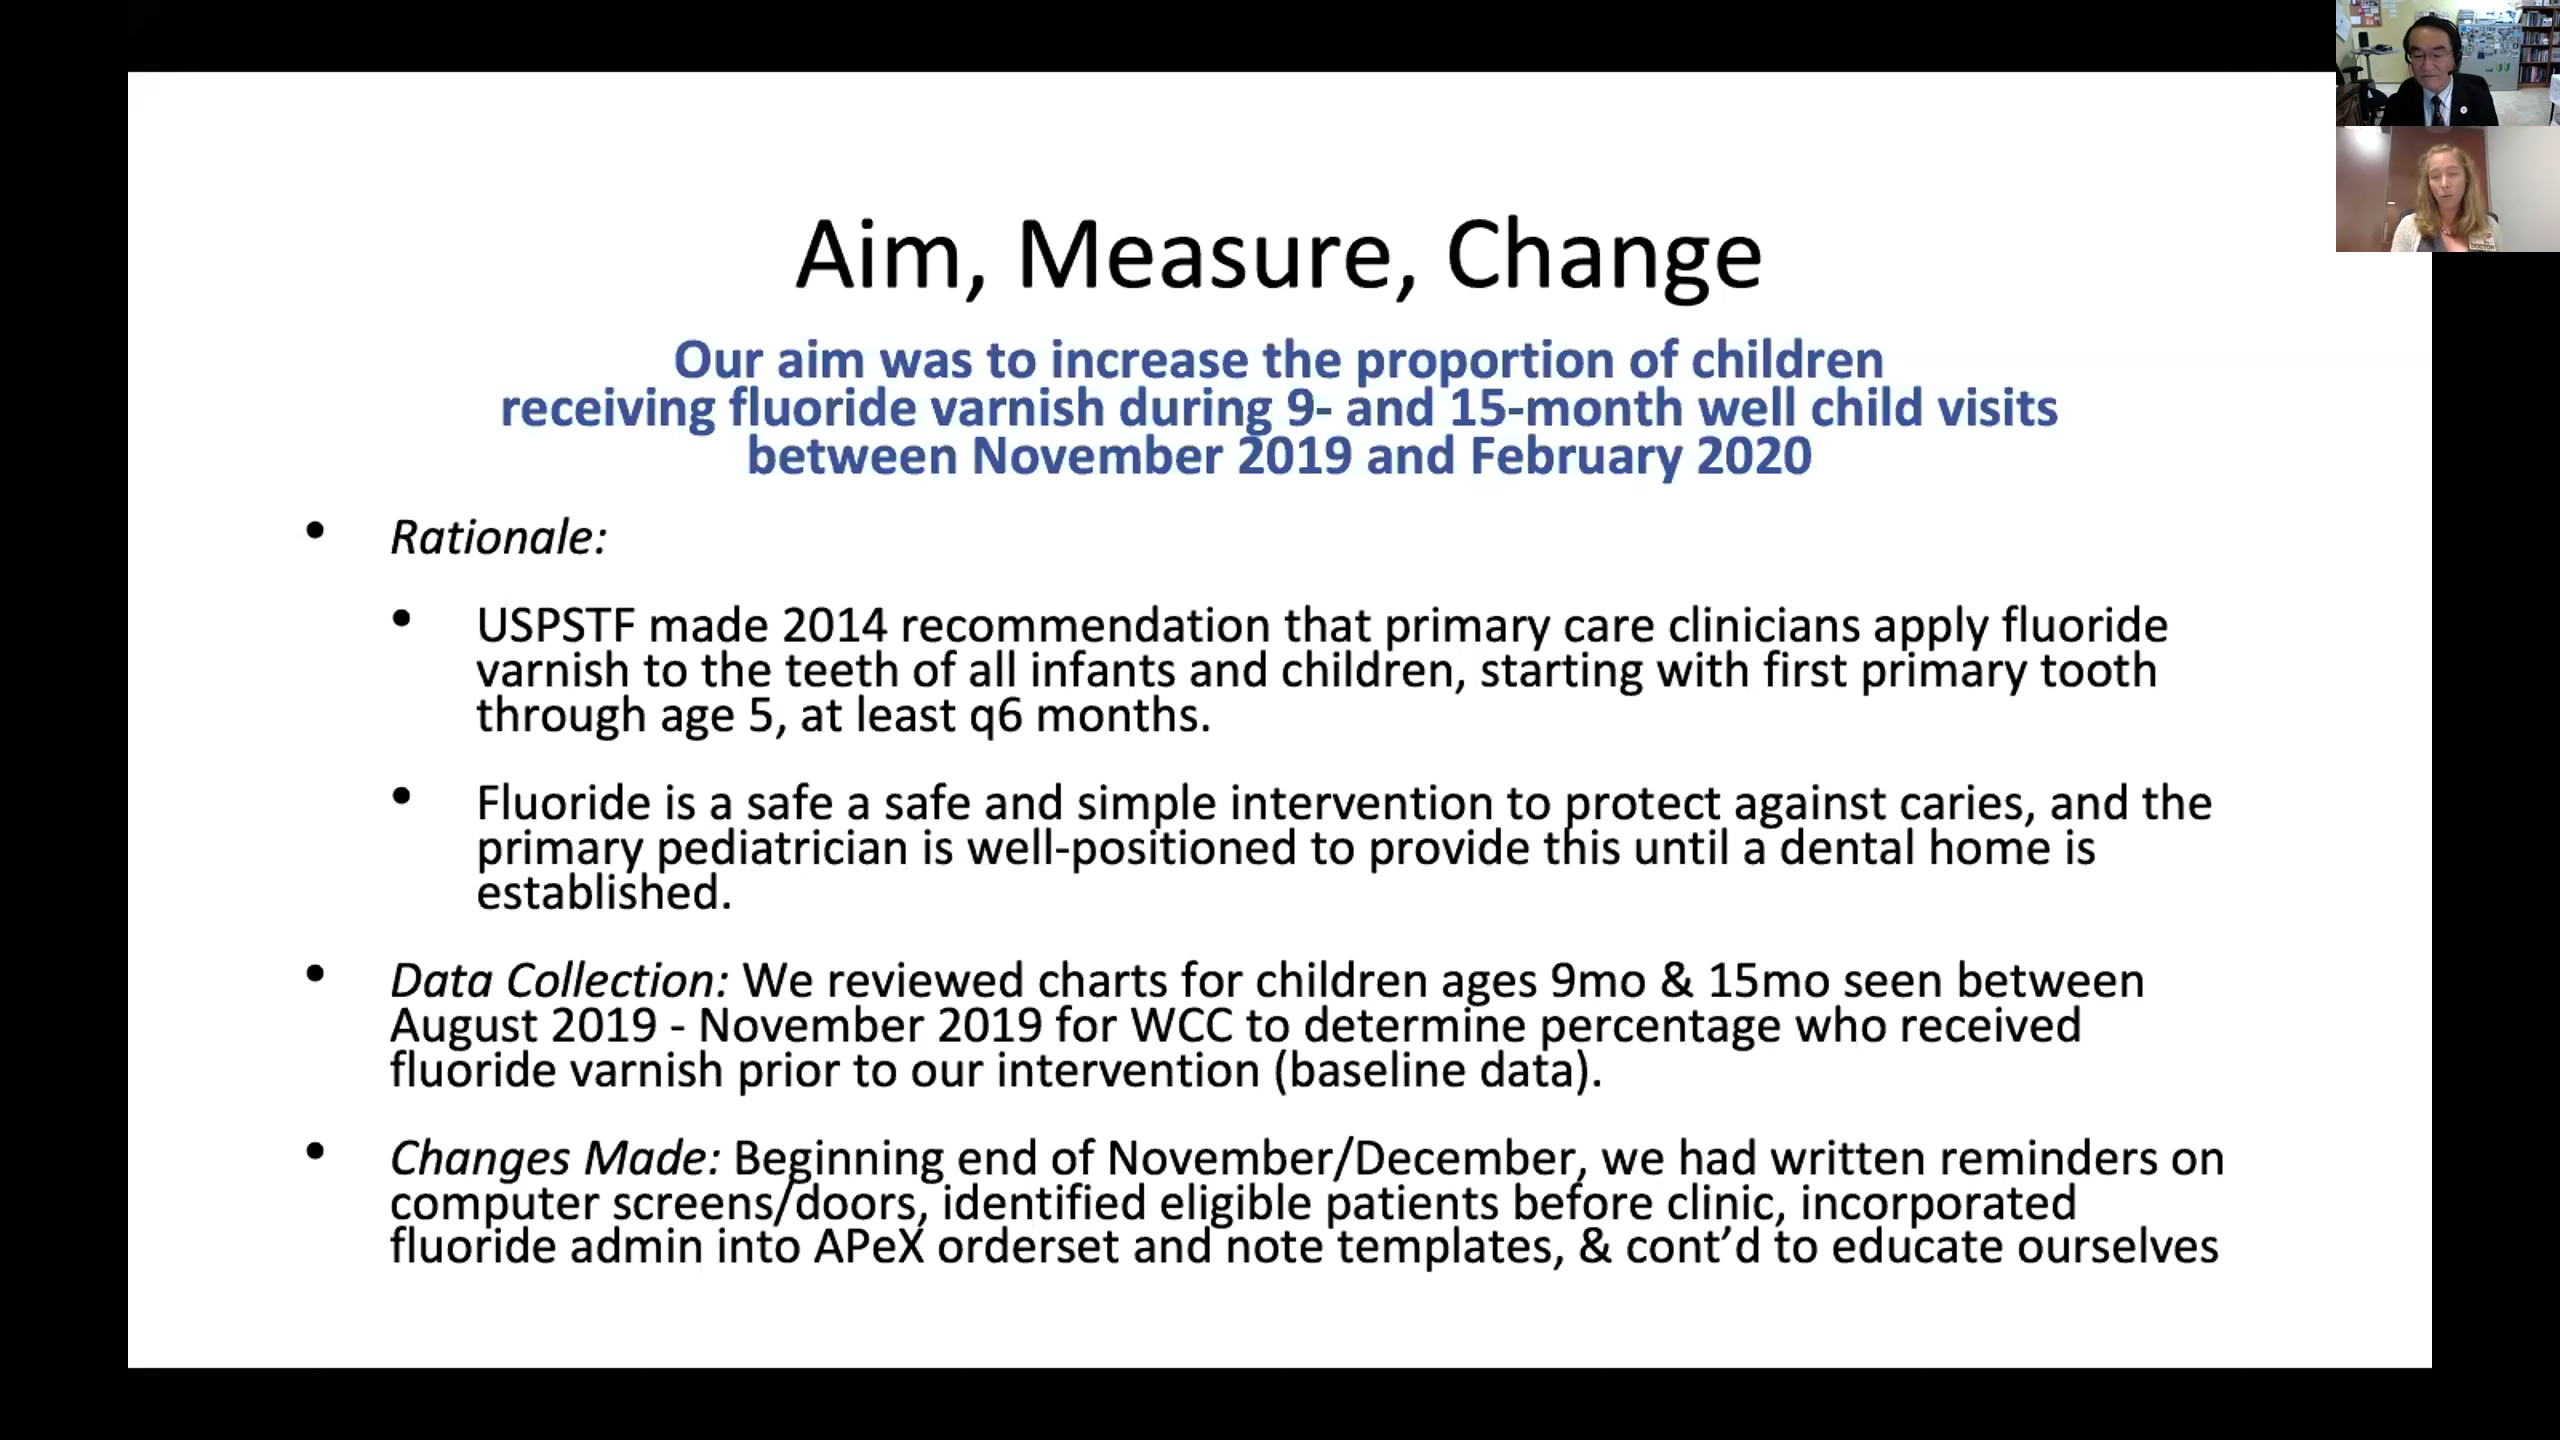 Aim, Measure, Change
Our aim was to increase the proportion of children
receiving fluoride varnish during 9- and 15-month well child visits
between November 2019 and February 2020
• Rationale:
• USPSTF made 2014 recommendation that primary care clinicians apply fluoride
varnish to the teeth of all infants and children, starting with first primary tooth
through age 5, at least q6 months.
• Fluoride is a safe a safe and simple intervention to protect against caries, and the
primary pediatrician is well-positioned to provide this until a dental home is
established.
• Data Collection: We reviewed charts for children ages 9mo & 15mo seen between
August 2019 - November 2019 for WCC to determine percentage who received
fluoride varnish prior to our intervention (baseline data).
• Changes Made: Beginning end of November/December, we had written reminders on
computer screens/doors, identified eligible patients before clinic, incorporated
fluoride admin into APeX orderset and note templates, & cont’d to educate ourselves
DOCTOR